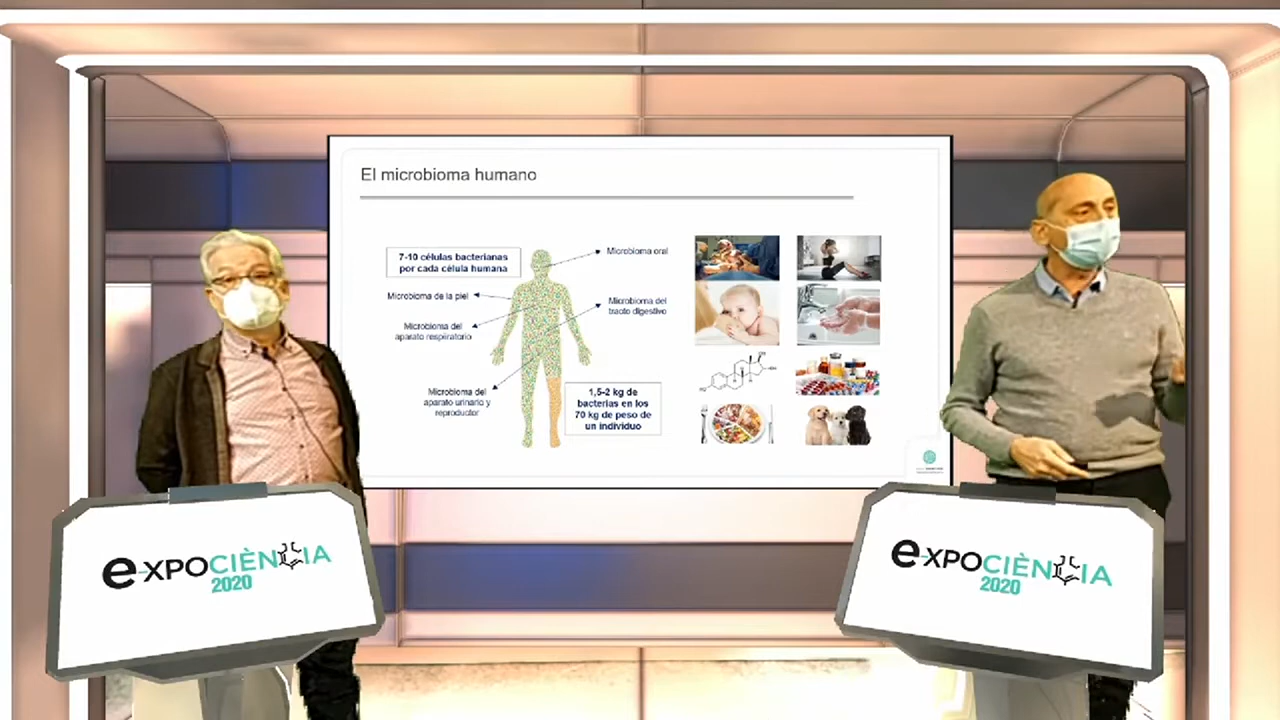 El microbioma humano
7-10 células bacterianas
por cada célula humana
Microbioma oral
Microbioma de la piel
Microbioma del
tracto digestivo
Microbioma del
aparato respiratorio
Microbioma del
aparato urinario y
reproductor
1,5-2 kg de
bacterias en los
70 kg de peso de
un individuo
e-XPOCIÈNCIA
2020
e-XPOCIÈNCIA
2020